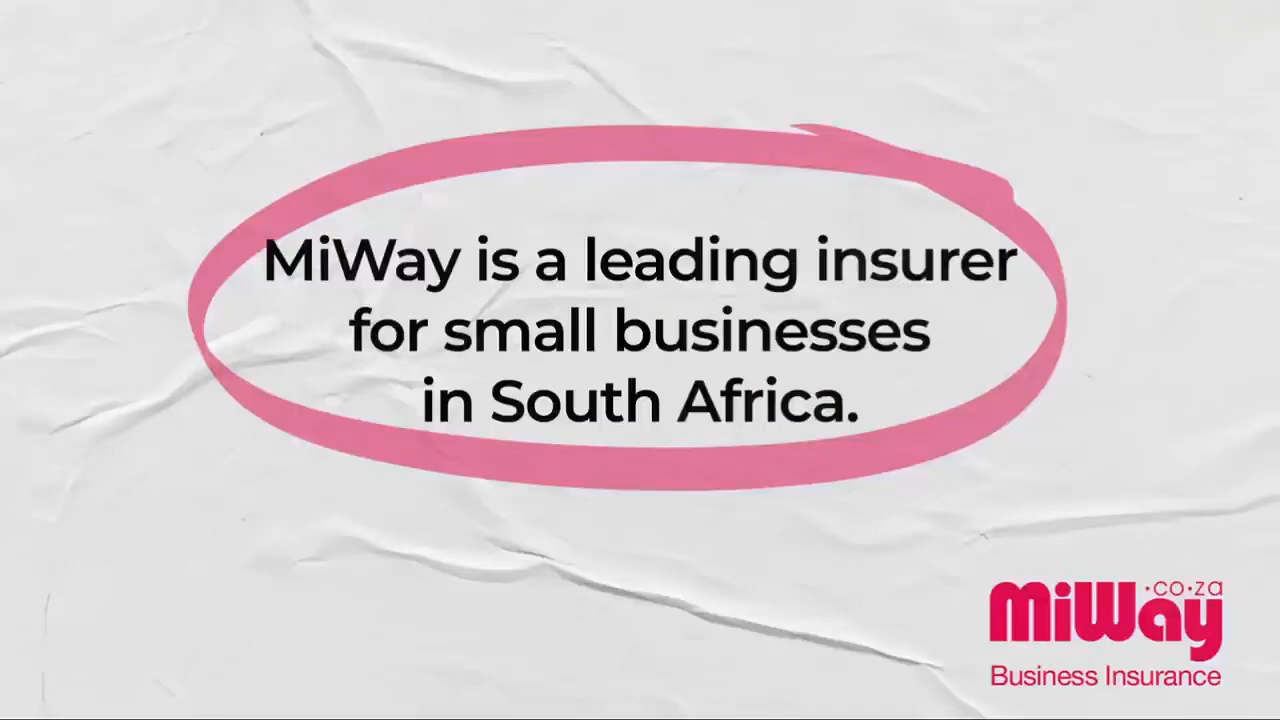 MiWay is a leading insurer
for small businesses
in South Africa.
MiWay.co.za
Business Insurance